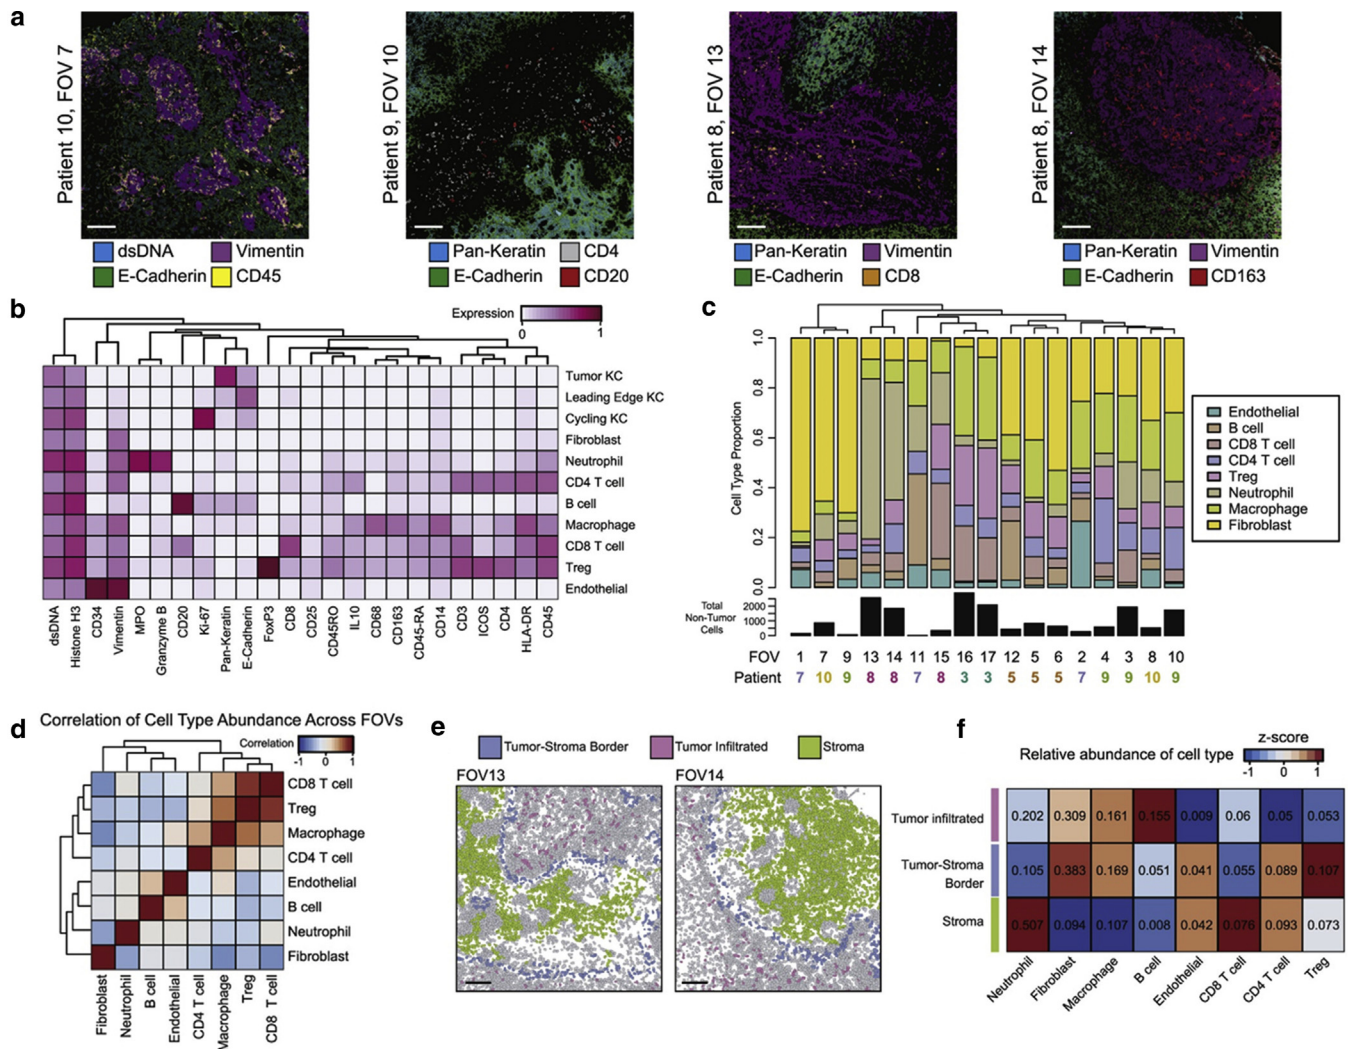 a
Patient 10, FOV 7
Patient 9, FOV 10
Patient 8, FOV 13
Patient 8, FOV 14
dsDNA
Vimentin
E-Cadherin
CD45
Pan-Keratin
CD4
E-Cadherin
CD20
Pan-Keratin
Vimentin
E-Cadherin
CD8
Pan-Keratin
Vimentin
E-Cadherin
CD163
b
Expression
0 1
Tumor KC
Leading Edge KC
Cycling KC
Fibroblast
Neutrophil
CD4 T cell
B cell
Macrophage
CD8 T cell
Treg
Endothelial
dsDNA
Histone H3
CD34
Vimentin
MPO
Granzyme B
CD20
Ki-67
Pan-Keratin
E-Cadherin
FoxP3
CD8
CD25
CD45RO
IL10
CD68
CD163
CD45-RA
CD14
CD3
ICOS
CD4
HLA-DR
CD45
c
Cell Type Proportion
1.0
0.8
0.6
0.4
0.2
0.0
Endothelial
B cell
CD8 T cell
CD4 T cell
Treg
Neutrophil
Macrophage
Fibroblast
Total
Non-Tumor
Cells
2000
1000
0
FOV 1 7 9 13 14 11 15 16 17 12 5 6 2 4 3 8 10
Patient 7 10 9 8 8 7 8 3 3 5 5 5 7 9 9 10 9
d
Correlation of Cell Type Abundance Across FOVs
Correlation
-1 0 1
CD8 T cell
Treg
Macrophage
CD4 T cell
Endothelial
B cell
Neutrophil
Fibroblast
Fibroblast
Neutrophil
B cell
Endothelial
CD4 T cell
Macrophage
Treg
CD8 T cell
e
Tumor-Stroma Border
Tumor Infiltrated
Stroma
FOV13
FOV14
f
Relative abundance of cell type
z-score
-1 0 1
Tumor infiltrated
0.202 0.309 0.161 0.155 0.009 0.06 0.05 0.053
Tumor-Stroma
Border
0.105 0.383 0.169 0.051 0.041 0.055 0.089 0.107
Stroma
0.507 0.094 0.107 0.008 0.042 0.076 0.093 0.073
Neutrophil
Fibroblast
Macrophage
B cell
Endothelial
CD8 T cell
CD4 T cell
Treg